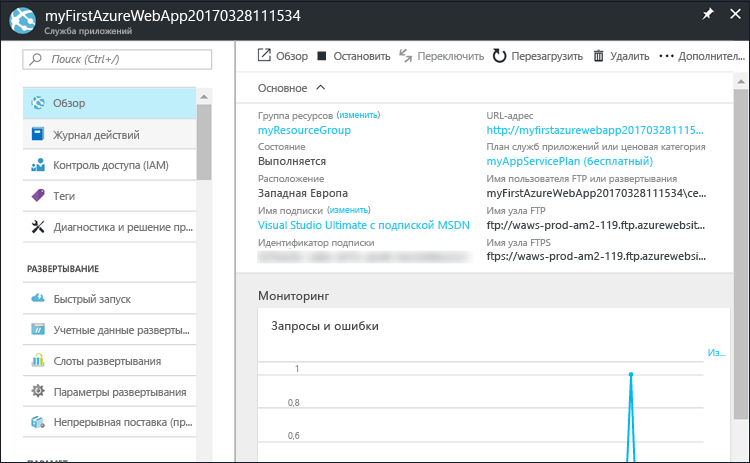 myFirstAzureWebApp20170328111534
Служба приложений
Поиск (Ctrl+/)
Обзор
Журнал действий
Контроль доступа (IAM)
Теги
Диагностика и решение пр...
РАЗВЕРТЫВАНИЕ
Быстрый запуск
Учетные данные разверты...
Слоты развертывания
Параметры развертывания
Непрерывная поставка (пр...
Обзор Остановить Переключить Перезагрузить Удалить Дополнител...
Основное
Группа ресурсов (изменить)
myResourceGroup
Состояние
Выполняется
Расположение
Западная Европа
Имя подписки (изменить)
Visual Studio Ultimate с подпиской MSDN
Идентификатор подписки
URL-адрес
http://myfirstazurewebapp201703281115...
План служб приложений или ценовая категория
myAppServicePlan (бесплатный)
Имя пользователя FTP или развертывания
myFirstAzureWebApp20170328111534\ce...
Имя узла FTP
ftp://waws-prod-am2-119.ftp.azurewebsit...
Имя узла FTPS
ftps://waws-prod-am2-119.ftp.azurewebsi...
Мониторинг
Запросы и ошибки
Из...
1
0,8
0,6